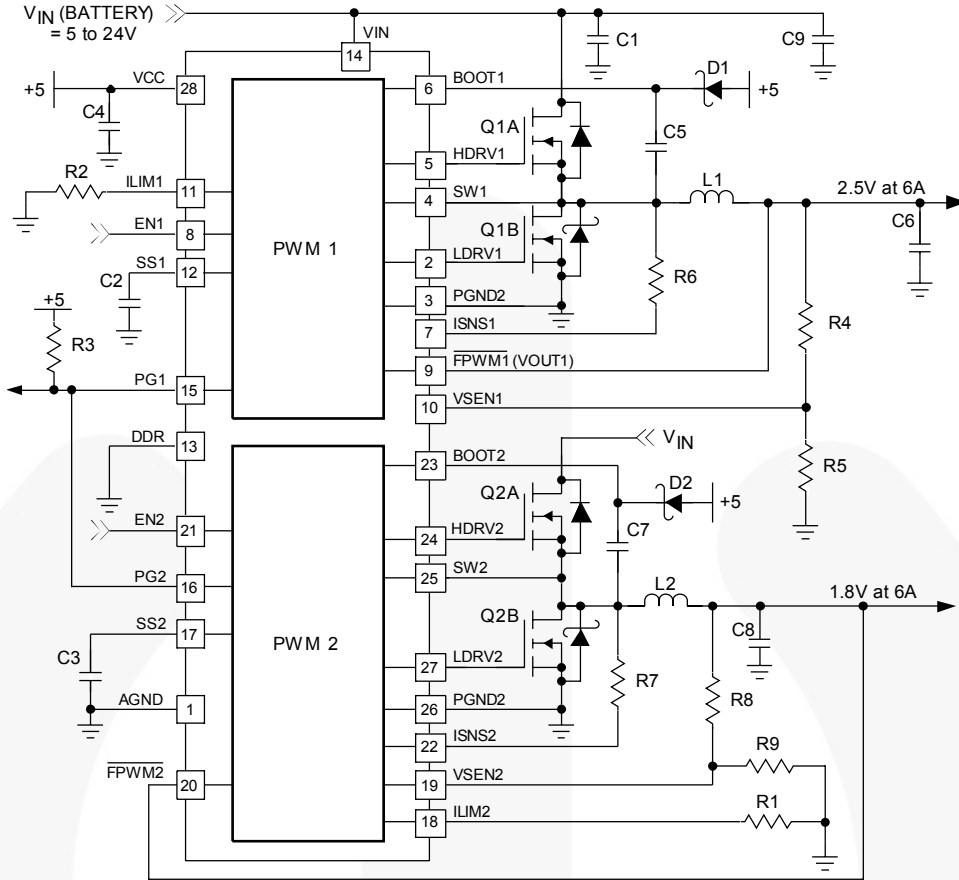 VIN (BATTERY)
= 5 to 24V
VIN
14
C1
C9
+5
VCC
28
C4
BOOT1
6
D1
+5
Q1A
C5
HDRV1
5
R2
ILIM1
11
SW1
4
L1
2.5V at 6A
EN1
8
PWM 1
Q1B
C6
SS1
12
LDRV1
2
C2
R6
PGND2
3
+5
R3
ISNS1
7
R4
FPWM1 (VOUT1)
9
PG1
15
VSEN1
10
DDR
13
VIN
BOOT2
23
R5
Q2A
D2
+5
EN2
21
HDRV2
24
C7
PG2
16
SW2
25
L2
1.8V at 6A
SS2
17
PWM 2
Q2B
C8
C3
LDRV2
27
R7
AGND
1
PGND2
26
R8
ISNS2
22
R9
FPWM2
20
VSEN2
19
R1
ILIM2
18